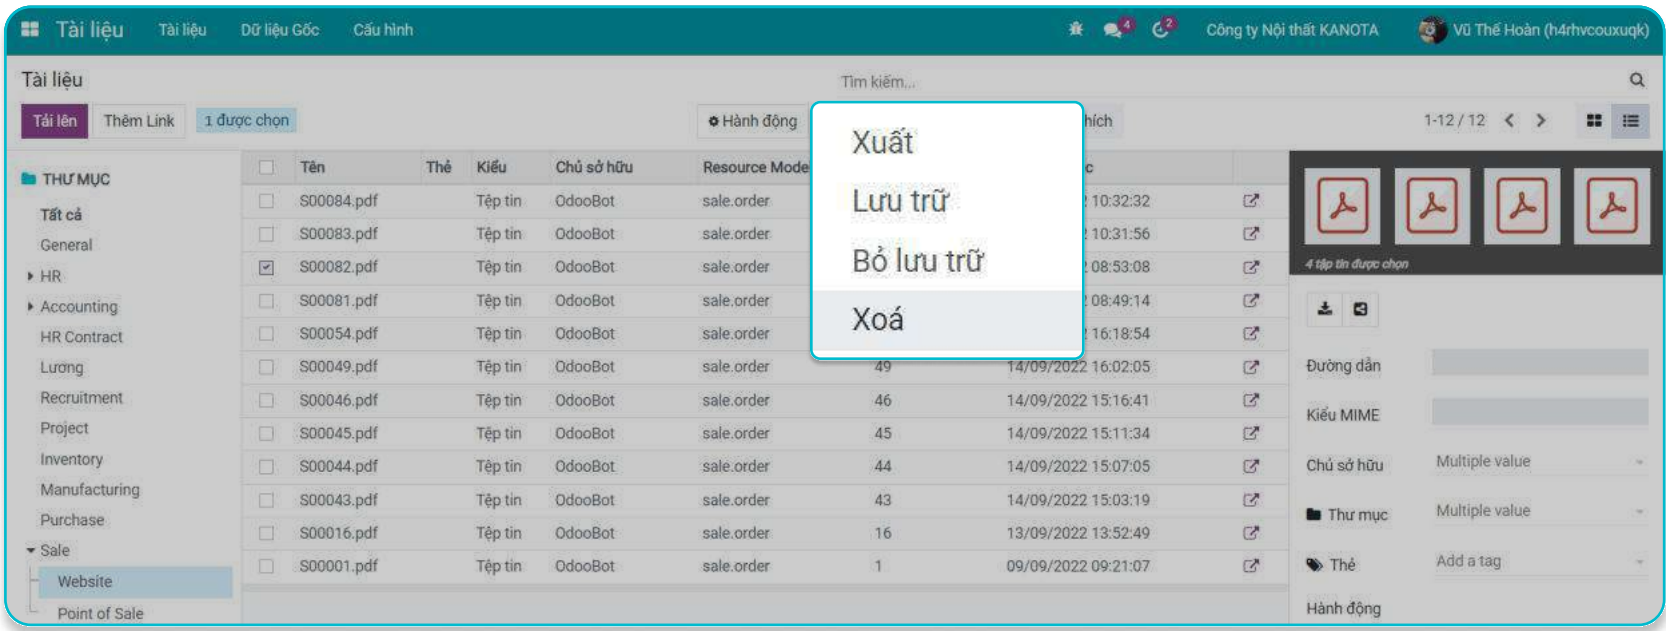 Tài liệu Tài liệu Dữ liệu Gốc Cấu hình 4 2 Công ty Nội thất KANOTA Vũ Thế Hoàn (h4rhvcouxuqk)
Tài liệu Tìm kiếm...
Tải lên Thêm Link 1 được chọn Hành động hích 1-12 / 12
Xuất
Lưu trữ
Bỏ lưu trữ
Xoá
THƯ MỤC
Tất cả
General
HR
Accounting
HR Contract
Lương
Recruitment
Project
Inventory
Manufacturing
Purchase
Sale
Website
Point of Sale
Tên Thẻ Kiểu Chủ sở hữu Resource Mode c
S00084.pdf Tệp tin OdooBot sale.order 10:32:32
S00083.pdf Tệp tin OdooBot sale.order 10:31:56
S00082.pdf Tệp tin OdooBot sale.order 08:53:08
S00081.pdf Tệp tin OdooBot sale.order 08:49:14
S00054.pdf Tệp tin OdooBot sale.order 16:18:54
S00049.pdf Tệp tin OdooBot sale.order 49 14/09/2022 16:02:05
S00046.pdf Tệp tin OdooBot sale.order 46 14/09/2022 15:16:41
S00045.pdf Tệp tin OdooBot sale.order 45 14/09/2022 15:11:34
S00044.pdf Tệp tin OdooBot sale.order 44 14/09/2022 15:07:05
S00043.pdf Tệp tin OdooBot sale.order 43 14/09/2022 15:03:19
S00016.pdf Tệp tin OdooBot sale.order 16 13/09/2022 13:52:49
S00001.pdf Tệp tin OdooBot sale.order 1 09/09/2022 09:21:07
4 tập tin được chọn
Đường dẫn
Kiểu MIME
Chủ sở hữu Multiple value
Thư mục Multiple value
Thẻ Add a tag
Hành động